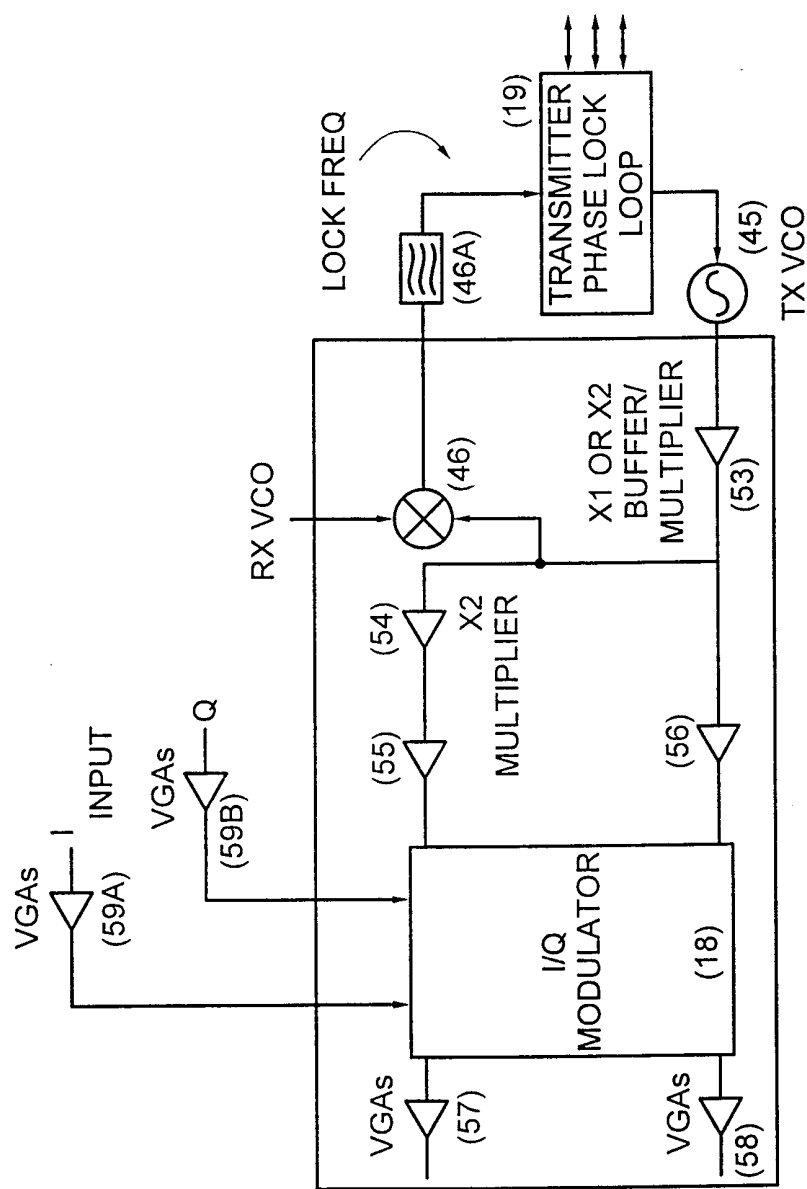 VGAs
I
(59A)
INPUT
VGAs
Q
(59B)
RX VCO
LOCK FREQ
(46)
(46A)
(54)
X2
MULTIPLIER
(55)
VGAs
(57)
I/Q
MODULATOR
(18)
(56)
VGAs
(58)
X1 OR X2
BUFFER/
MULTIPLIER
(53)
(19)
TRANSMITTER
PHASE LOCK
LOOP
(45)
TX VCO